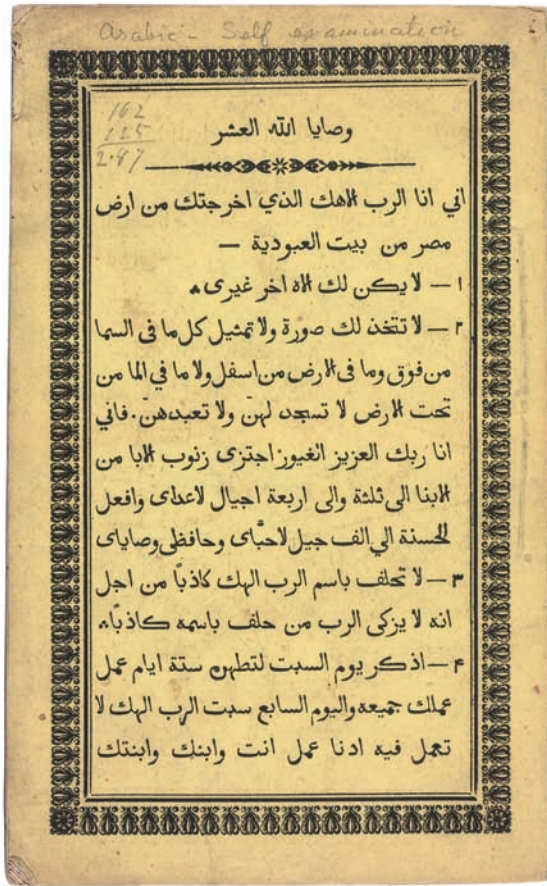 Arabic - Self examination
162
125
2.87
وصايا الله العشر
اني انا الرب الاهك الذي اخرجتك من ارض
مصر من بيت العبودية —
١ — لا يكن لك الاه اخر غيرى
٢ — لا تتخذ لك صورة ولا تمثيل كل ما فى السما
من فوق وما فى الارض من اسفل ولا ما في الما من
تحت الارض لا تسجد لهنّ ولا تعبدهنّ. فاني
انا ربك العزيز الغيور اجتزى زنوب الابا من
الابنا الى ثلثة والى اربعة اجيال لاعداى وافعل
الحسنة الي الف جيل لاحبّاى وحافظى وصاياى
٣ — لا تحلف باسم الرب الهك كاذبًا من اجل
انه لا يزكى الرب من حلف باسمه كاذبًا
۴ — اذكر يوم السبت لتطهره ستة ايام عمل
عملك جميعه واليوم السابع سبت الرب الهك لا
تعمل فيه ادنا عمل انت وابنك وابنتك